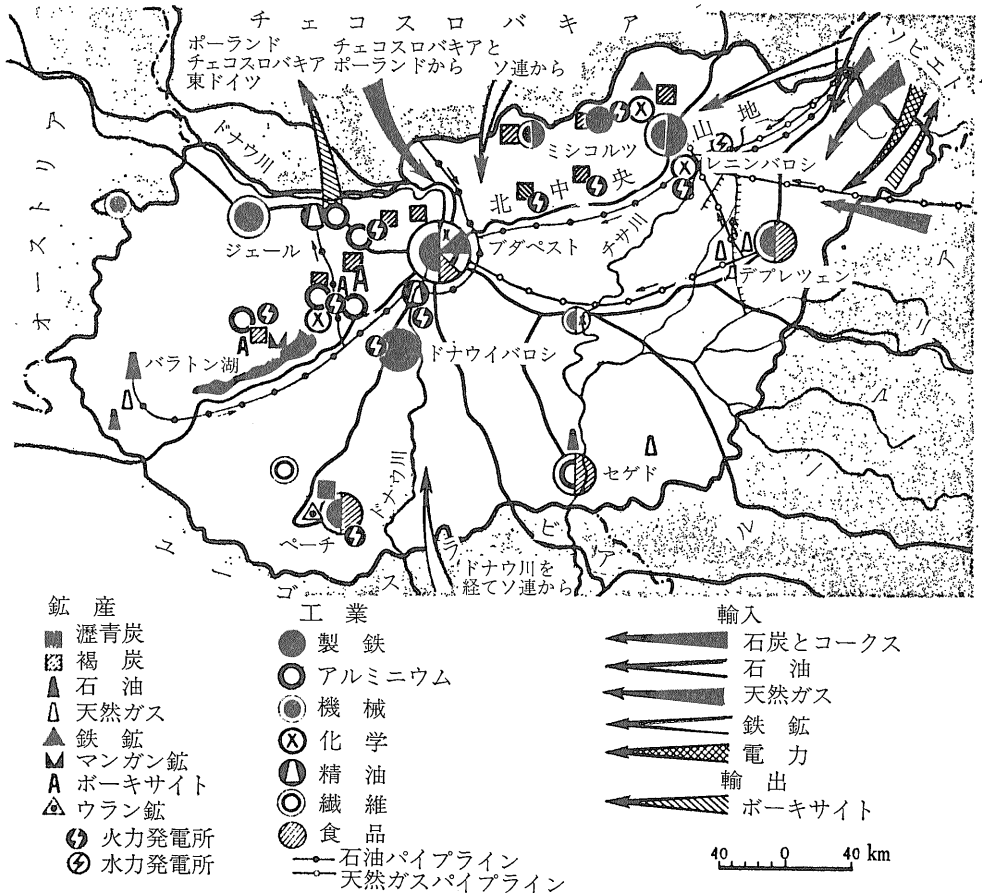 チェコスロバキア
ポーランド
チェコスロバキア
東ドイツ
チェコスロバキアと
ポーランドから
ソ連から
ソビエト
オーストリア
ドナウ川
ミシコルツ
山地
レニンバロシ
北中央
ジェール
ブダペスト
チサ川
デブレツェン
バラトン湖
ドナウイバロシ
セゲド
ペーチ
ドナウ川
ルーマニア
ユーゴスラビア
ドナウ川を
経てソ連から
鉱産
瀝青炭
褐炭
石油
天然ガス
鉄鉱
マンガン鉱
ボーキサイト
ウラン鉱
火力発電所
水力発電所
工業
製鉄
アルミニウム
機械
化学
精油
繊維
食品
石油パイプライン
天然ガスパイプライン
輸入
石炭とコークス
石油
天然ガス
鉄鉱
電力
輸出
ボーキサイト
40 0 40 km